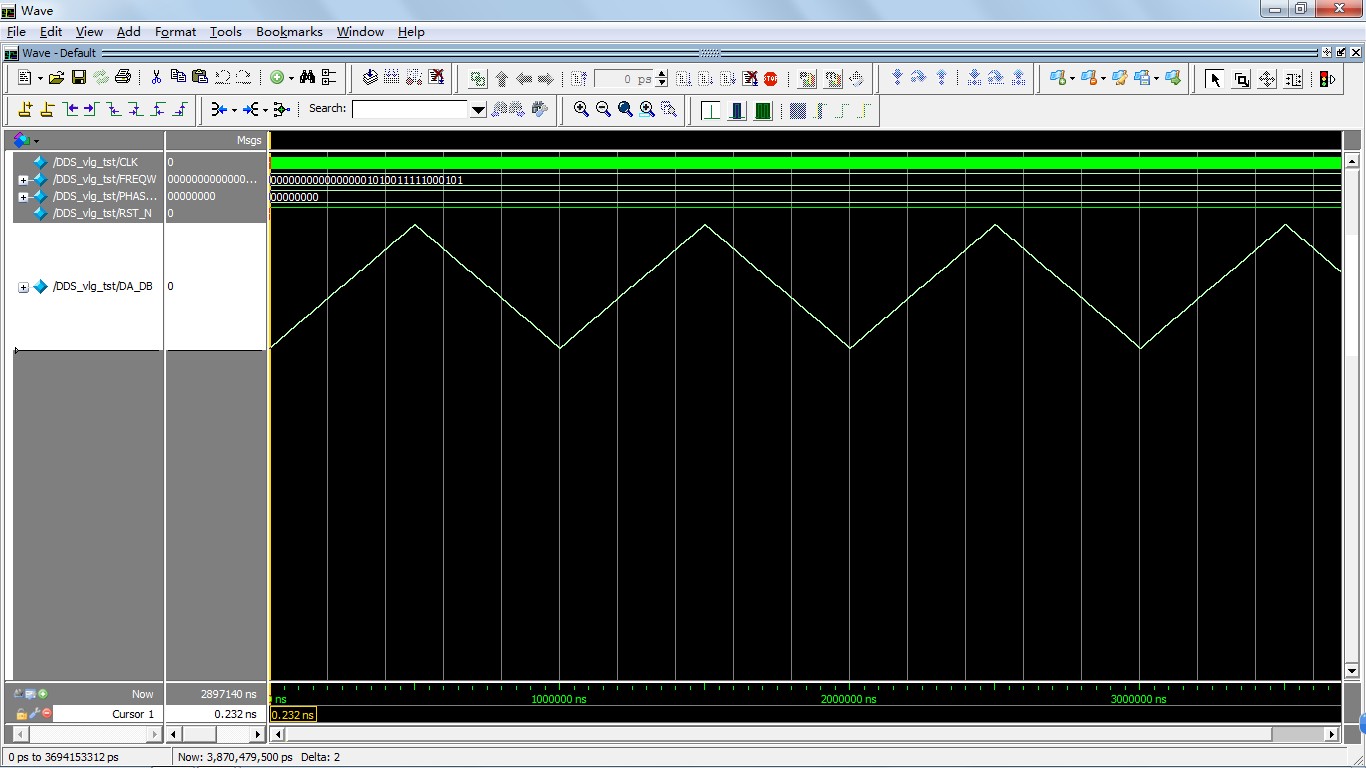 Wave
File Edit View Add Format Tools Bookmarks Window Help
Wave - Default
0 ps
Search:
Msgs
/DDS_vlg_tst/CLK 0
/DDS_vlg_tst/FREQW 0000000000000... 00000000000000001010011111000101
/DDS_vlg_tst/PHAS... 00000000 00000000
/DDS_vlg_tst/RST_N 0
/DDS_vlg_tst/DA_DB 0
Now 2897140 ns ns 1000000 ns 2000000 ns 3000000 ns
Cursor 1 0.232 ns 0.232 ns
0 ps to 3694153312 ps Now: 3,870,479,500 ps Delta: 2